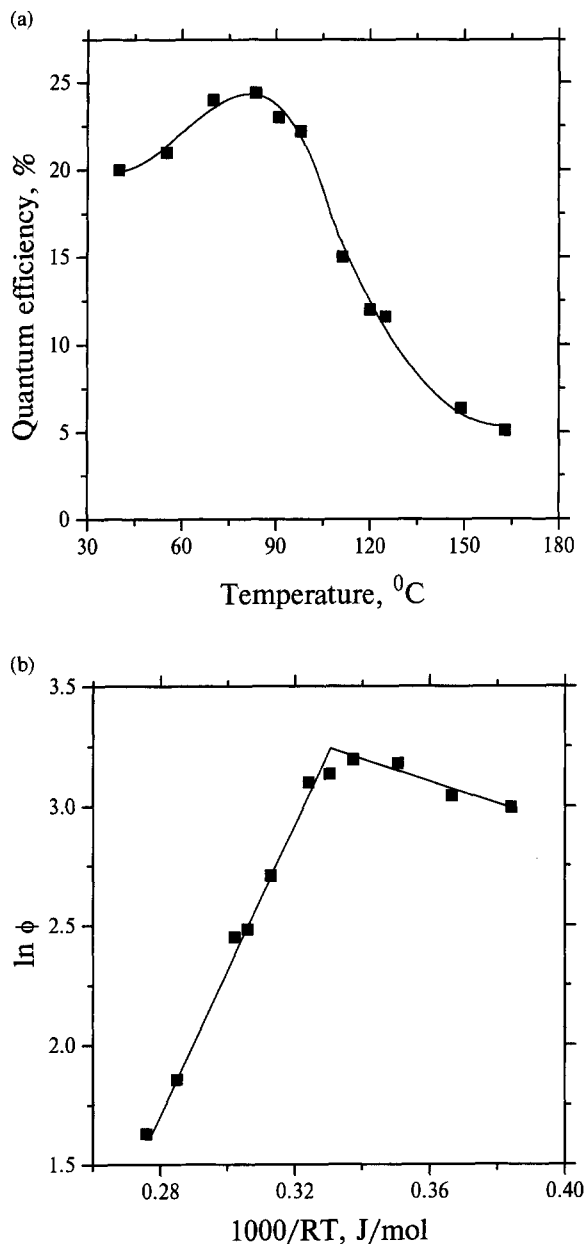 (a)
25
20
15
10
5
0
Quantum efficiency, %
30 60 90 120 150 180
Temperature, ⁰C
(b)
3.5
3.0
2.5
2.0
1.5
ln ϕ
0.28 0.32 0.36 0.40
1000/RT, J/mol